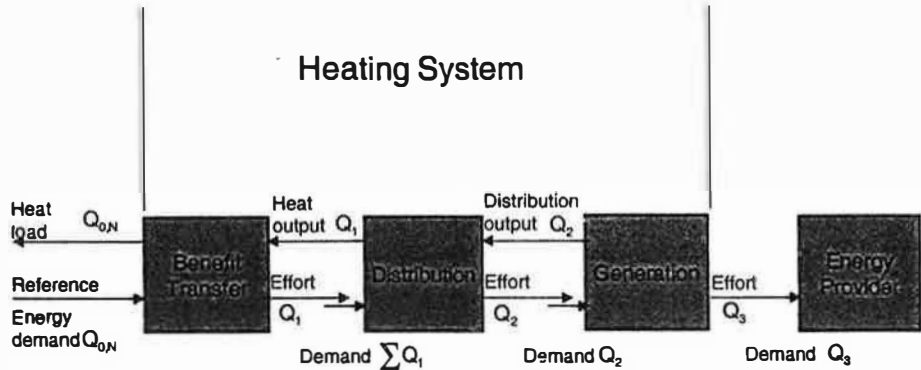 Heating System
Heat load
Q0,N
Benefit Transfer
Heat output Q1
Distribution
Distribution output Q2
Generation
Energy Provider
Reference
Energy demand Q0,N
Effort
Q1
Effort
Q2
Effort
Q3
Demand ∑Q1
Demand Q2
Demand Q3